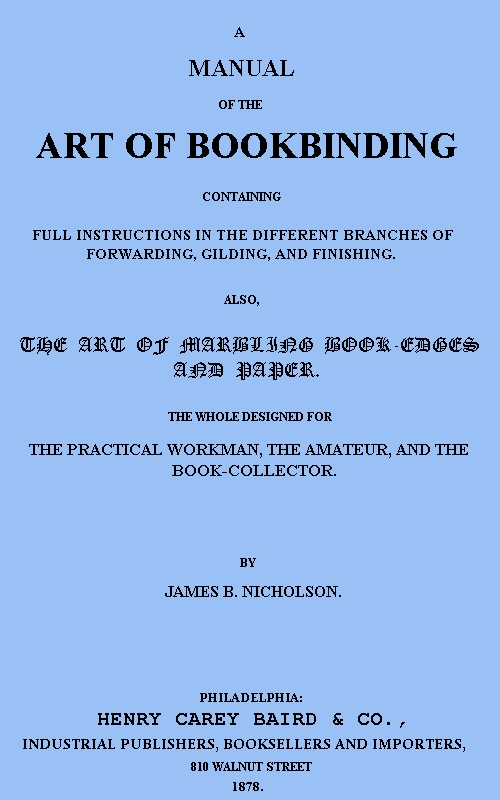 A
MANUAL
OF THE
ART OF BOOKBINDING
CONTAINING
FULL INSTRUCTIONS IN THE DIFFERENT BRANCHES OF
FORWARDING, GILDING, AND FINISHING.
ALSO,
THE ART OF MARBLING BOOK-EDGES
AND PAPER.
THE WHOLE DESIGNED FOR
THE PRACTICAL WORKMAN, THE AMATEUR, AND THE
BOOK-COLLECTOR.
BY
JAMES B. NICHOLSON.
PHILADELPHIA:
HENRY CAREY BAIRD & CO.,
INDUSTRIAL PUBLISHERS, BOOKSELLERS AND IMPORTERS,
810 WALNUT STREET
1878.